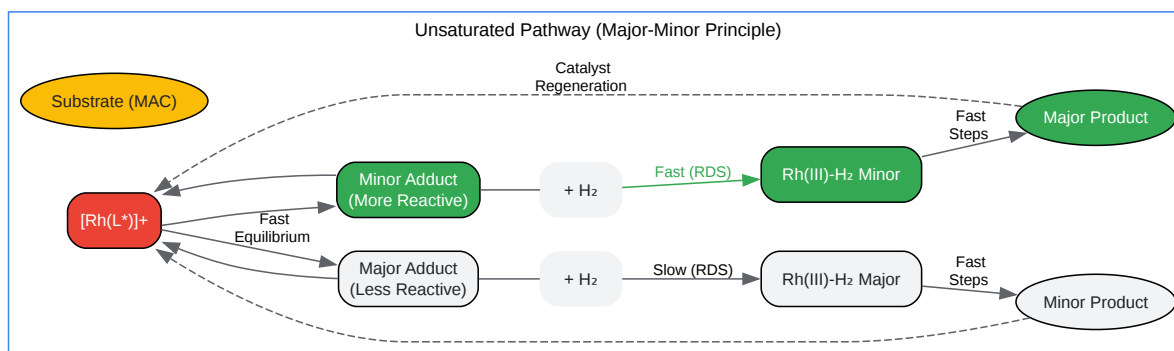 Unsaturated Pathway (Major-Minor Principle)
Catalyst
Regeneration
Substrate (MAC)
Major Product
Fast
Steps
Minor Adduct
(More Reactive)
+ H₂
Fast (RDS)
Rh(III)-H₂ Minor
[Rh(L*)]+
Fast
Equilibrium
Major Adduct
(Less Reactive)
+ H₂
Slow (RDS)
Rh(III)-H₂ Major
Fast
Steps
Minor Product